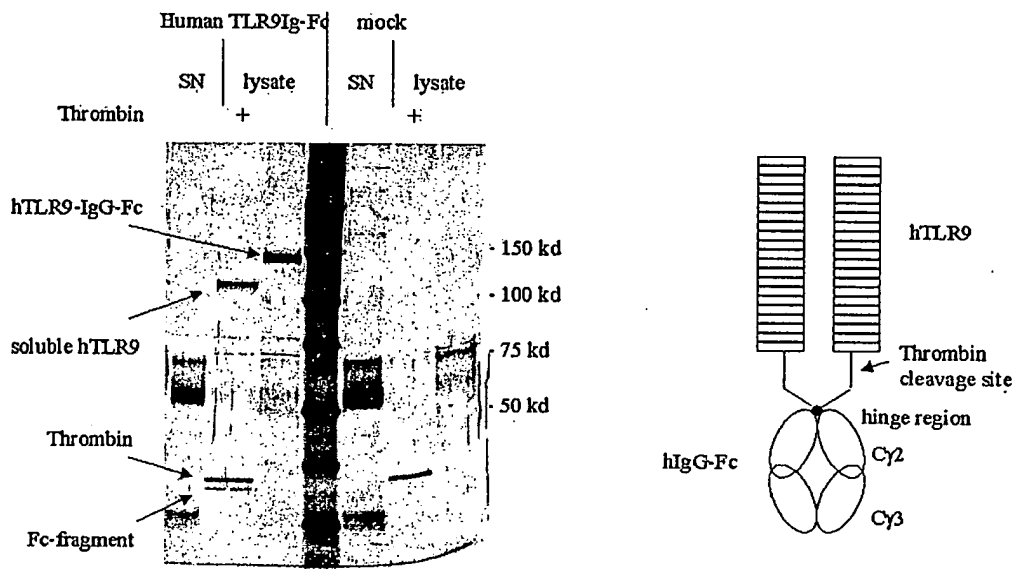 Human TLR9Ig-Fc mock
SN lysate SN lysate
Thrombin + +
hTLR9-IgG-Fc
soluble hTLR9
Thrombin
Fc-fragment
- 150 kd
- 100 kd
- 75 kd
- 50 kd
hTLR9
Thrombin
cleavage site
hinge region
hIgG-Fc
Cγ2
Cγ3